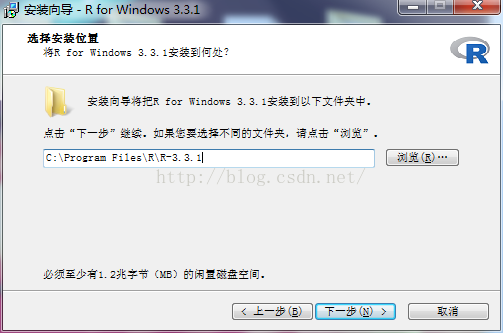 安装向导 - R for Windows 3.3.1
选择安装位置
将R for Windows 3.3.1安装到何处?
R
安装向导将把R for Windows 3.3.1安装到以下文件夹中。
点击“下一步”继续。如果您要选择不同的文件夹，请点击“浏览”。
C:\Program Files\R\R-3.3.1
浏览(R)…
http://blog.csdn.net/
必须至少有1.2兆字节（MB）的闲置磁盘空间。
< 上一步(B)
下一步(N) >
取消